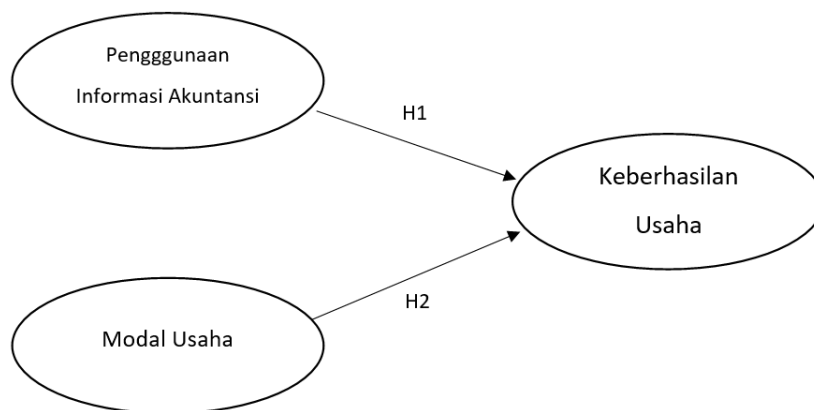 Pengggunaan
Informasi Akuntansi
H1
Keberhasilan
Usaha
H2
Modal Usaha